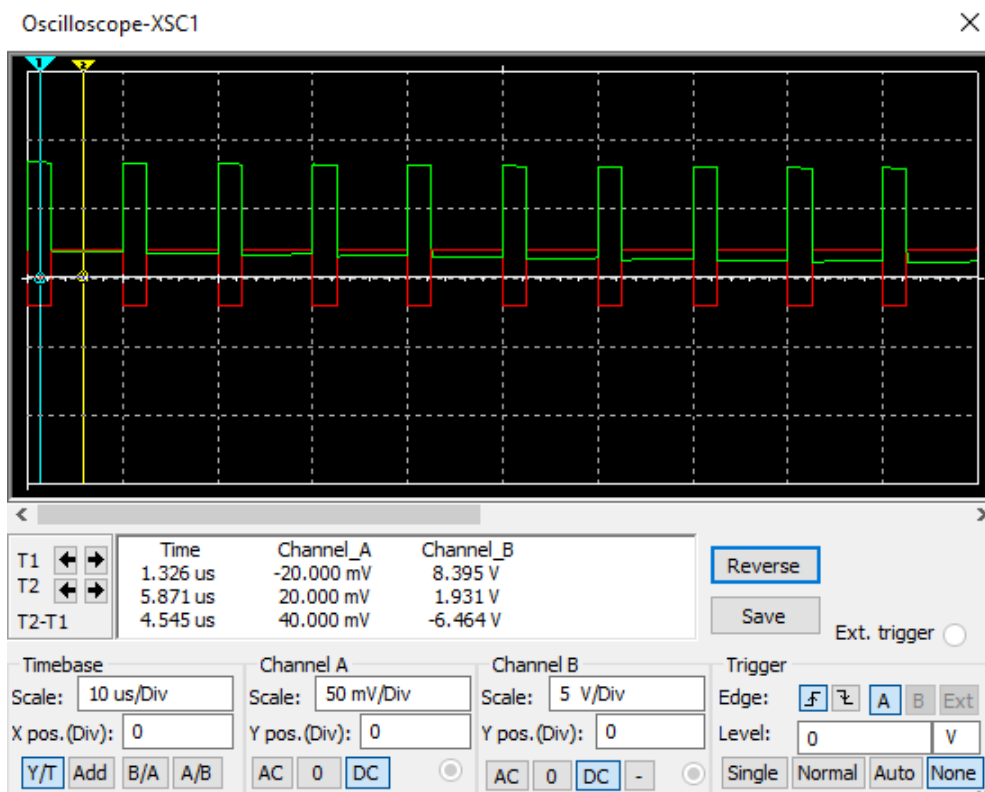 Oscilloscope-XSC1
1 2
Time Channel_A Channel_B
T1 1.326 us -20.000 mV 8.395 V
T2 5.871 us 20.000 mV 1.931 V
T2-T1 4.545 us 40.000 mV -6.464 V
Reverse
Save
Ext. trigger
Timebase Channel A Channel B Trigger
Scale: 10 us/Div Scale: 50 mV/Div Scale: 5 V/Div Edge: A B Ext
X pos.(Div): 0 Y pos.(Div): 0 Y pos.(Div): 0 Level: 0 V
Y/T Add B/A A/B AC 0 DC AC 0 DC - Single Normal Auto None